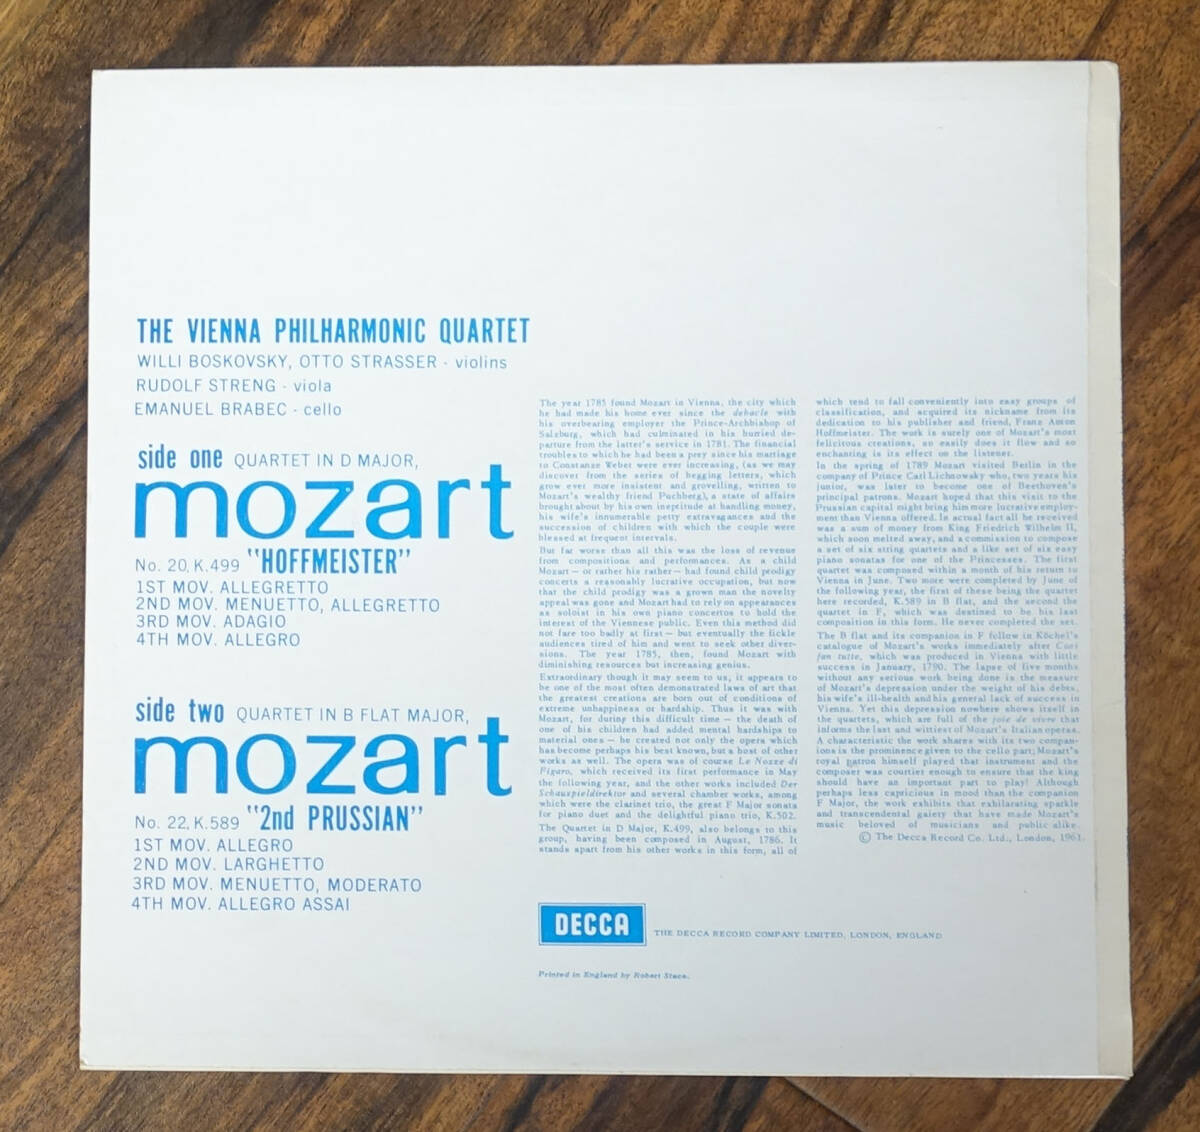 THE VIENNA PHILHARMONIC QUARTET
WILLI BOSKOVSKY, OTTO STRASSER - violins
RUDOLF STRENG - viola
EMANUEL BRABEC - cello
side one QUARTET IN D MAJOR,
mozart
No. 20, K.499 "HOFFMEISTER"
1ST MOV. ALLEGRETTO
2ND MOV. MENUETTO, ALLEGRETTO
3RD MOV. ADAGIO
4TH MOV. ALLEGRO
side two QUARTET IN B FLAT MAJOR,
mozart
No. 22, K.589 "2nd PRUSSIAN"
1ST MOV. ALLEGRO
2ND MOV. LARGHETTO
3RD MOV. MENUETTO, MODERATO
4TH MOV. ALLEGRO ASSAI
The year 1785 found Mozart in Vienna, the city which
he had made his home ever since the debacle with
his overbearing employer the Prince-Archbishop of
Salzburg, which had culminated in his hurried de-
parture from the latter's service in 1781. The financial
troubles to which he had been a prey since his marriage
to Constanze Weber were ever increasing, (as we may
discover from the series of begging letters, which
grow ever more insistent and grovelling, written to
Mozart's wealthy friend Puchberg), a state of affairs
brought about by his own ineptitude at handling money,
his wife's innumerable petty extravagances and the
succession of children with which the couple were
blessed at frequent intervals.
But far worse than all this was the loss of revenue
from compositions and performances. As a child
Mozart - or rather his father - had found child prodigy
concerts a reasonably lucrative occupation, but now
that the child prodigy was a grown man the novelty
appeal was gone and Mozart had to rely on appearances
as soloist in his own piano concertos to hold the
interest of the Viennese public. Even this method did
not fare too badly at first - but eventually the fickle
audiences tired of him and went to seek other diver-
sions. The year 1785, then, found Mozart with
diminishing resources but increasing genius.
Extraordinary though it may seem to us, it appears to
be one of the most often demonstrated laws of art that
the greatest creations are born out of conditions of
extreme unhappiness or hardship. Thus it was with
Mozart, for during this difficult time - the death of
one of his children had added mental hardships to
material ones - he created not only the opera which
has become perhaps his best known, but a host of other
works as well. The opera was of course Le Nozze di
Figaro, which received its first performance in May
the following year, and the other works included Der
Schauspieldirektor and several chamber works, among
which were the clarinet trio, the great F Major sonata
for piano duet and the delightful piano trio, K.502.
The Quartet in D Major, K.499, also belongs to this
group, having been composed in August, 1786. It
stands apart from his other works in this form, all of
which tend to fall conveniently into easy groups of
classification, and acquired its nickname from its
dedication to his publisher and friend, Franz Anton
Hoffmeister. The work is surely one of Mozart's most
felicitous creations, so easily does it flow and so
enchanting is its effect on the listener.
In the spring of 1789 Mozart visited Berlin in the
company of Prince Carl Lichnowsky who, two years his
junior, was later to become one of Beethoven's
principal patrons. Mozart hoped that this visit to the
Prussian capital might bring him more lucrative employ-
ment than Vienna offered. In actual fact all he received
was a sum of money from King Friedrich Wilhelm II,
which soon melted away, and a commission to compose
a set of six string quartets and a like set of six easy
piano sonatas for one of the Princesses. The first
quartet was composed within a month of his return to
Vienna in June. Two more were completed by June of
the following year, the first of these being the quartet
here recorded, K.589 in B flat, and the second the
quartet in F, which was destined to be his last
composition in this form. He never completed the set.
The B flat and its companion in F follow in Köchel's
catalogue of Mozart's works immediately after Cosi
fan tutte, which was produced in Vienna with little
success in January, 1790. The lapse of five months
without any serious work being done is the measure
of Mozart's depression under the weight of his debts,
his wife's ill-health and his general lack of success in
Vienna. Yet this depression nowhere shows itself in
the quartets, which are full of the joie de vivre that
informs the last and wittiest of Mozart's Italian operas.
A characteristic the work shares with its two compan-
ions is the prominence given to the cello part; Mozart's
royal patron himself played that instrument and the
composer was courtier enough to ensure that the king
should have an important part to play! Although
perhaps less capricious in mood than the companion
F Major, the work exhibits that exhilarating sparkle
and transcendental gaiety that have made Mozart's
music beloved of musicians and public alike.
© The Decca Record Co. Ltd., London, 1961.
DECCA THE DECCA RECORD COMPANY LIMITED, LONDON, ENGLAND
Printed in England by Robert Stace.